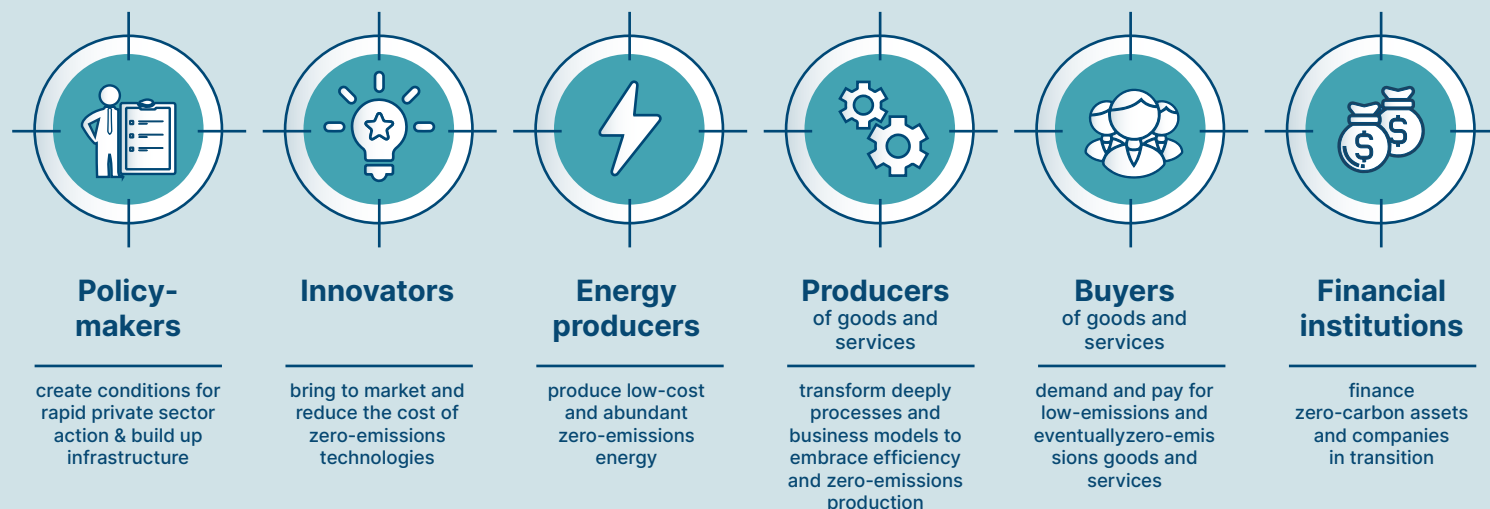 Policy-
makers
create conditions for
rapid private sector
action & build up
infrastructure
Innovators
bring to market and
reduce the cost of
zero-emissions
technologies
Energy
producers
produce low-cost
and abundant
zero-emissions
energy
Producers
of goods and
services
transform deeply
processes and
business models to
embrace efficiency
and zero-emissions
production
Buyers
of goods and
services
demand and pay for
low-emissions and
eventuallyzero-emis
sions goods and
services
$
$
Financial
institutions
finance
zero-carbon assets
and companies
in transition